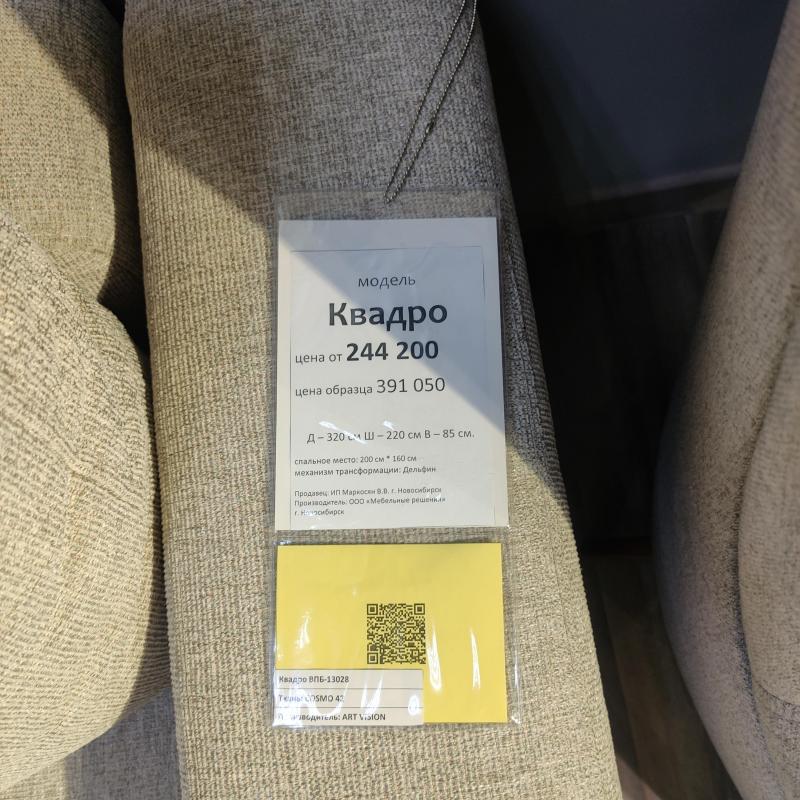 модель
Квадро
цена от 244 200
цена образца 391 050
Д – 320 см Ш – 220 см В – 85 см.
спальное место: 200 см * 160 см
механизм трансформации: Дельфин
Продавец: ИП Маркосян В.В. г. Новосибирск
Производитель: ООО «Мебельные решения»
г. Новосибирск
Квадро ВПБ-13028
Ткань: COSMO 43
Производитель: ART VISION